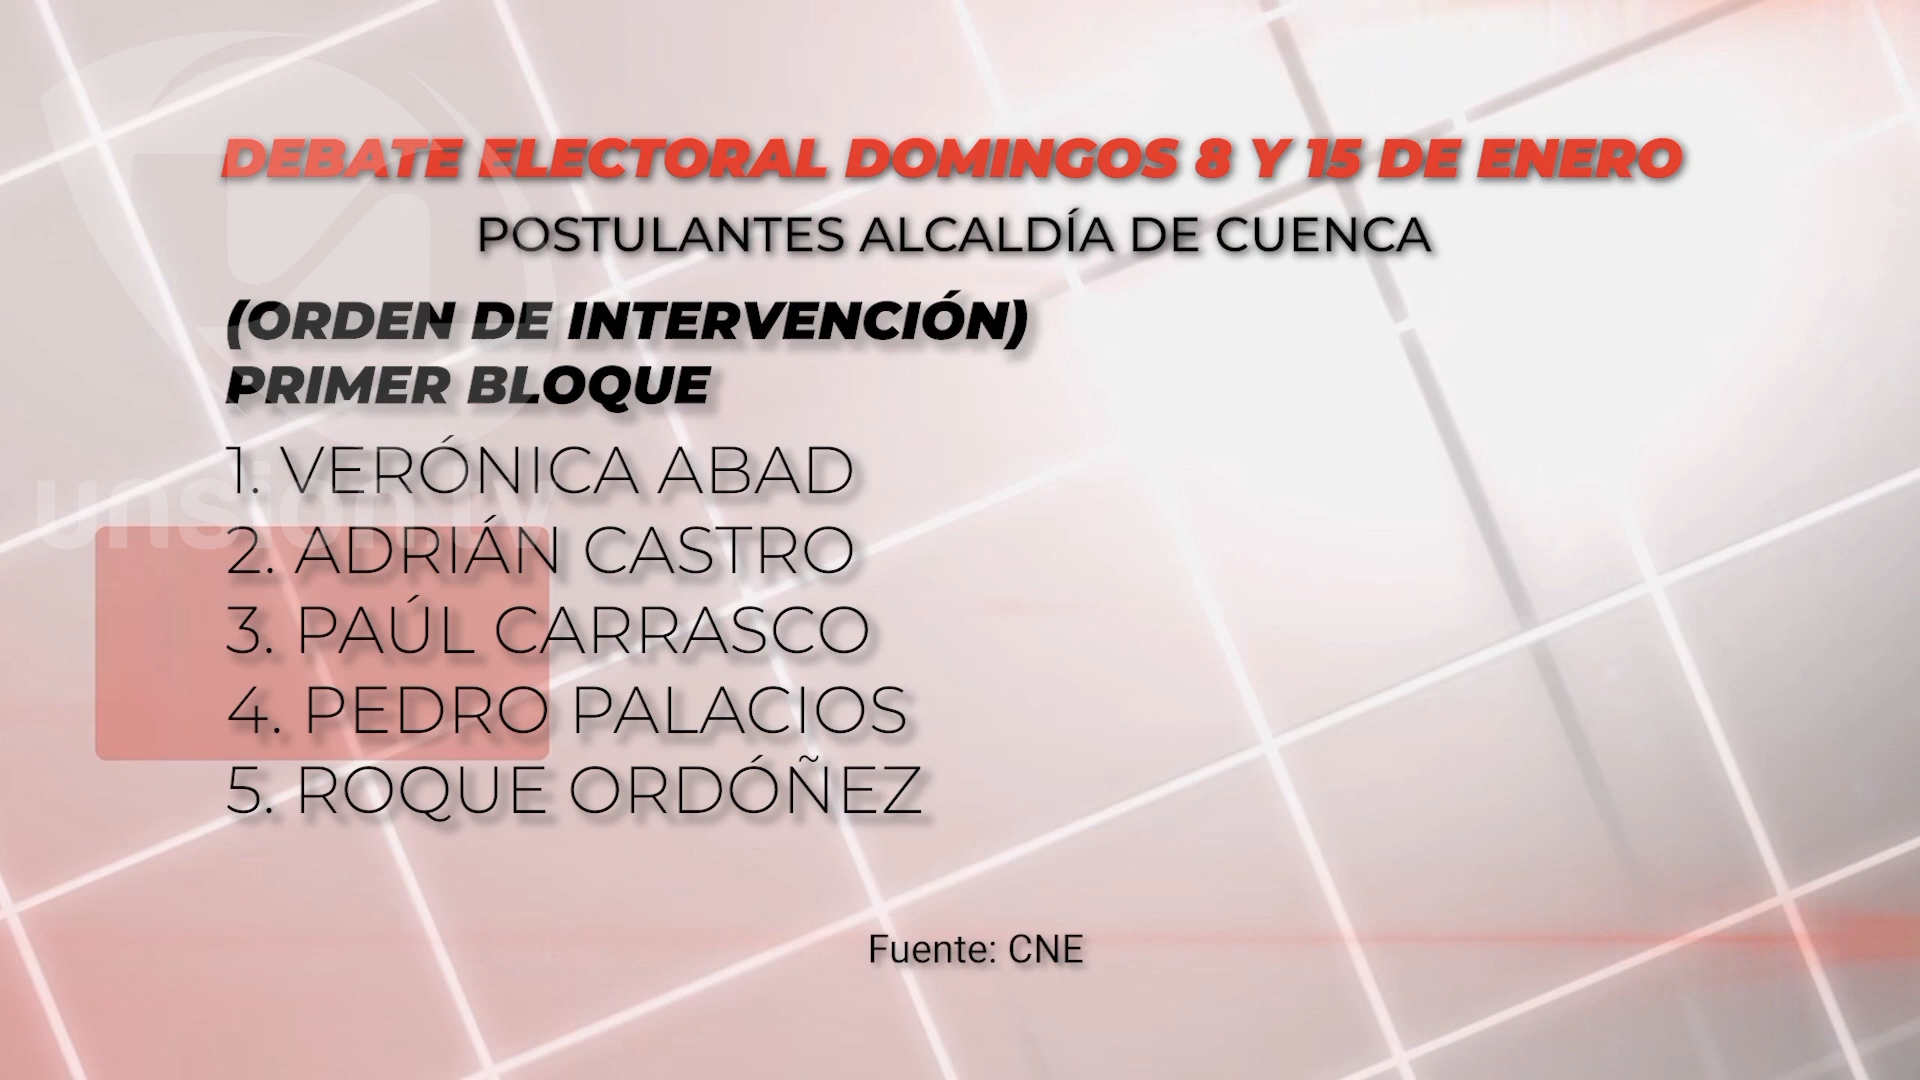 DEBATE ELECTORAL DOMINGOS 8 Y 15 DE ENERO
POSTULANTES ALCALDÍA DE CUENCA
(ORDEN DE INTERVENCIÓN)
PRIMER BLOQUE
1. VERÓNICA ABAD
2. ADRIÁN CASTRO
3. PAÚL CARRASCO
4. PEDRO PALACIOS
5. ROQUE ORDÓÑEZ
Fuente: CNE